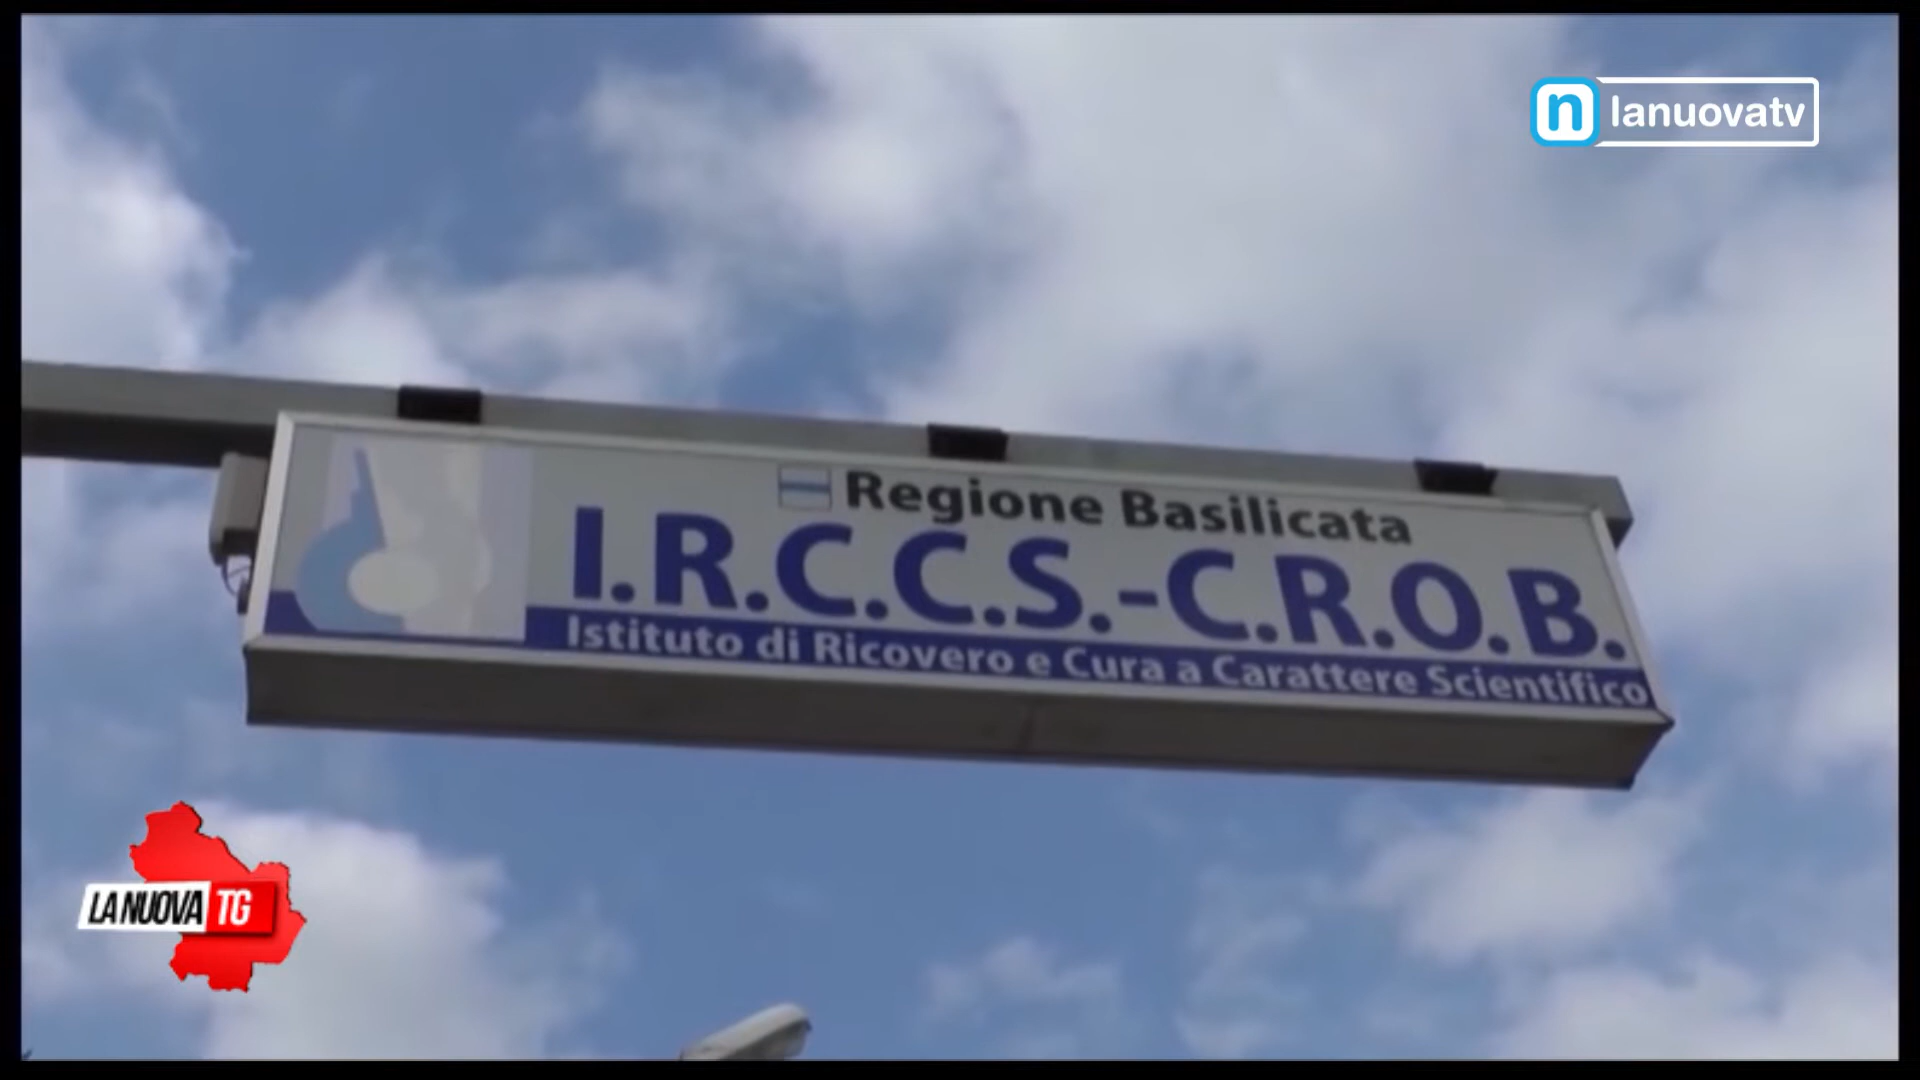 n lanuovatv
Regione Basilicata
I.R.C.C.S.-C.R.O.B.
Istituto di Ricovero e Cura a Carattere Scientifico
LA NUOVA TG